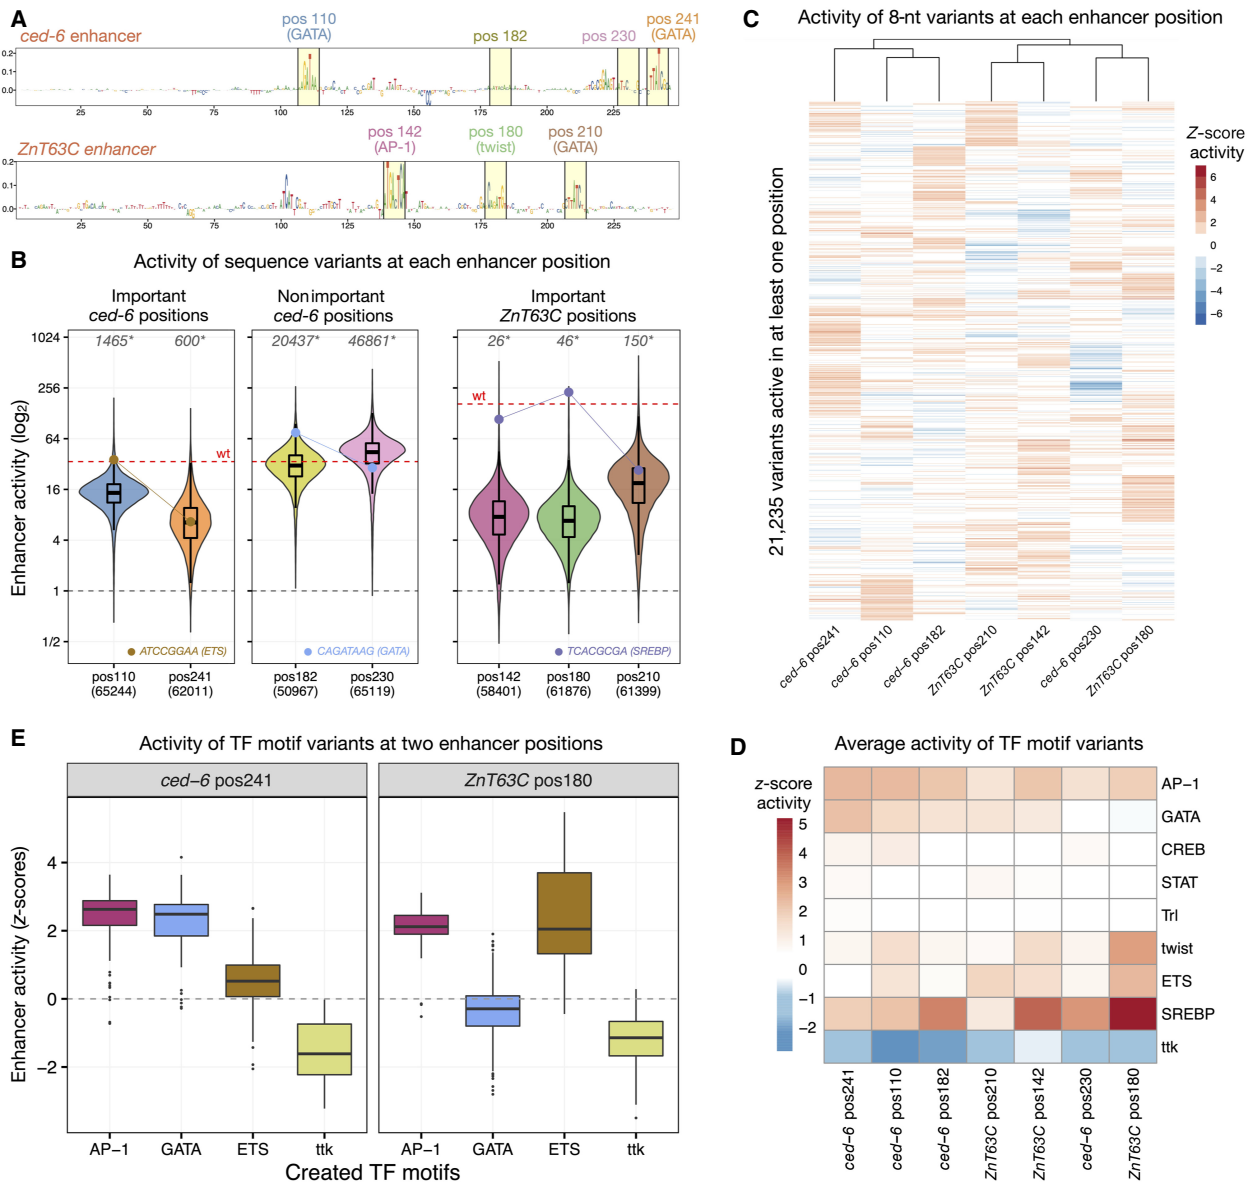 A
ced-6 enhancer
pos 110
(GATA)
pos 182
pos 230
pos 241
(GATA)
0.2
0.1
0.0
25 50 75 100 125 150 175 200 225
ZnT63C enhancer
pos 142
(AP-1)
pos 180
(twist)
pos 210
(GATA)
0.2
0.1
0.0
25 50 75 100 125 150 175 200 225
B
Activity of sequence variants at each enhancer position
Important
ced-6 positions
Nonimportant
ced-6 positions
Important
ZnT63C positions
Enhancer activity (log2)
1024
256
64
16
4
1
1/2
1465* 600*
20437* 46861*
26* 46* 150*
wt
wt
ATCCGGAA (ETS)
CAGATAAG (GATA)
TCACGCGA (SREBP)
pos110
(65244)
pos241
(62011)
pos182
(50967)
pos230
(65119)
pos142
(58401)
pos180
(61876)
pos210
(61399)
C
Activity of 8-nt variants at each enhancer position
21,235 variants active in at least one position
Z-score
activity
6
4
2
0
−2
−4
−6
ced-6 pos241
ced-6 pos110
ced-6 pos182
ZnT63C pos210
ZnT63C pos142
ced-6 pos230
ZnT63C pos180
E
Activity of TF motif variants at two enhancer positions
ced−6 pos241
ZnT63C pos180
Enhancer activity (z-scores)
4
2
0
−2
AP−1 GATA ETS ttk
AP−1 GATA ETS ttk
Created TF motifs
D
Average activity of TF motif variants
z-score
activity
5
4
3
2
1
0
−1
−2
AP−1
GATA
CREB
STAT
Trl
twist
ETS
SREBP
ttk
ced-6 pos241
ced-6 pos110
ced-6 pos182
ZnT63C pos210
ZnT63C pos142
ced-6 pos230
ZnT63C pos180